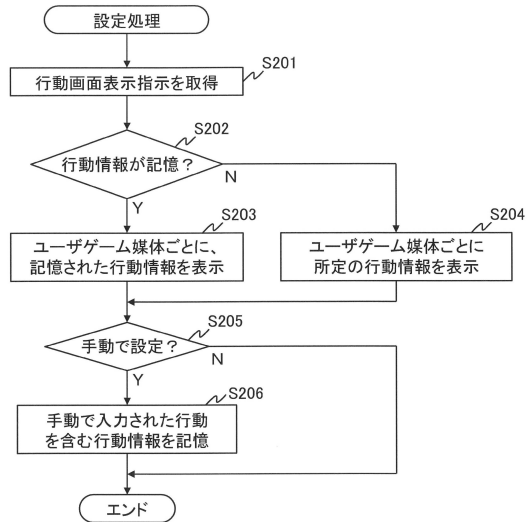 設定処理
S201
行動画面表示指示を取得
S202
行動情報が記憶？
N
Y
S203
S204
ユーザゲーム媒体ごとに、
記憶された行動情報を表示
ユーザゲーム媒体ごとに
所定の行動情報を表示
S205
手動で設定？
N
Y
S206
手動で入力された行動
を含む行動情報を記憶
エンド